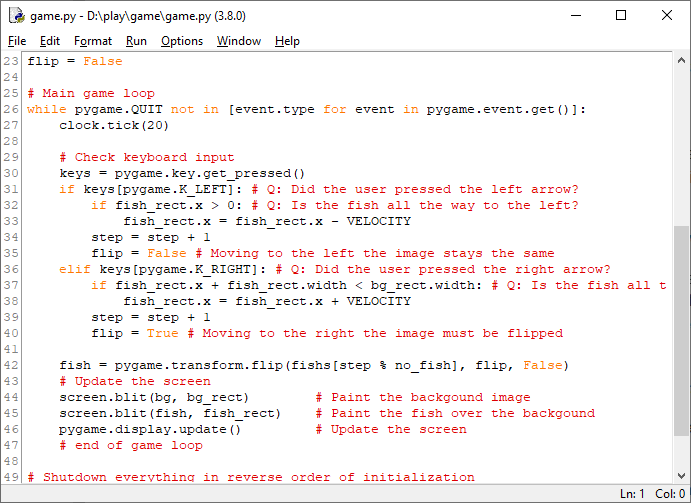 game.py - D:\play\game\game.py (3.8.0)
File Edit Format Run Options Window Help
23 flip = False
24
25 # Main game loop
26 while pygame.QUIT not in [event.type for event in pygame.event.get()]:
27     clock.tick(20)
28
29     # Check keyboard input
30     keys = pygame.key.get_pressed()
31     if keys[pygame.K_LEFT]: # Q: Did the user pressed the left arrow?
32         if fish_rect.x > 0: # Q: Is the fish all the way to the left?
33             fish_rect.x = fish_rect.x - VELOCITY
34         step = step + 1
35         flip = False # Moving to the left the image stays the same
36     elif keys[pygame.K_RIGHT]: # Q: Did the user pressed the right arrow?
37         if fish_rect.x + fish_rect.width < bg_rect.width: # Q: Is the fish all t
38             fish_rect.x = fish_rect.x + VELOCITY
39         step = step + 1
40         flip = True # Moving to the right the image must be flipped
41
42     fish = pygame.transform.flip(fishs[step % no_fish], flip, False)
43     # Update the screen
44     screen.blit(bg, bg_rect)         # Paint the backgound image
45     screen.blit(fish, fish_rect)     # Paint the fish over the backgound
46     pygame.display.update()          # Update the screen
47     # end of game loop
48
49 # Shutdown everything in reverse order of initialization
Ln: 1 Col: 0